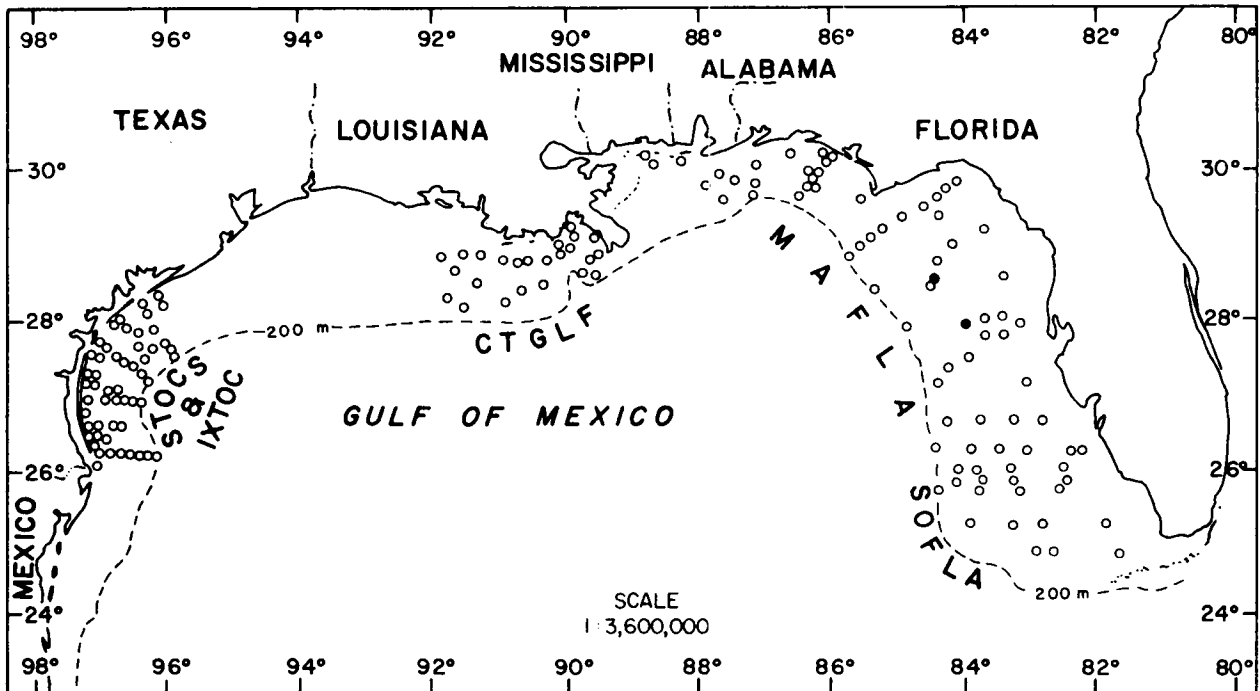 98° 96° 94° 92° 90° 88° 86° 84° 82° 80°
MISSISSIPPI ALABAMA
TEXAS LOUISIANA FLORIDA
30° 30°
28° 28°
200 m
CTGLF
MAFLA
STOCS
&
IXTOC
GULF OF MEXICO
26° 26°
SOFLA
MEXICO
200 m
SCALE
1:3,600,000
24° 24°
98° 96° 94° 92° 90° 88° 86° 84° 82° 80°